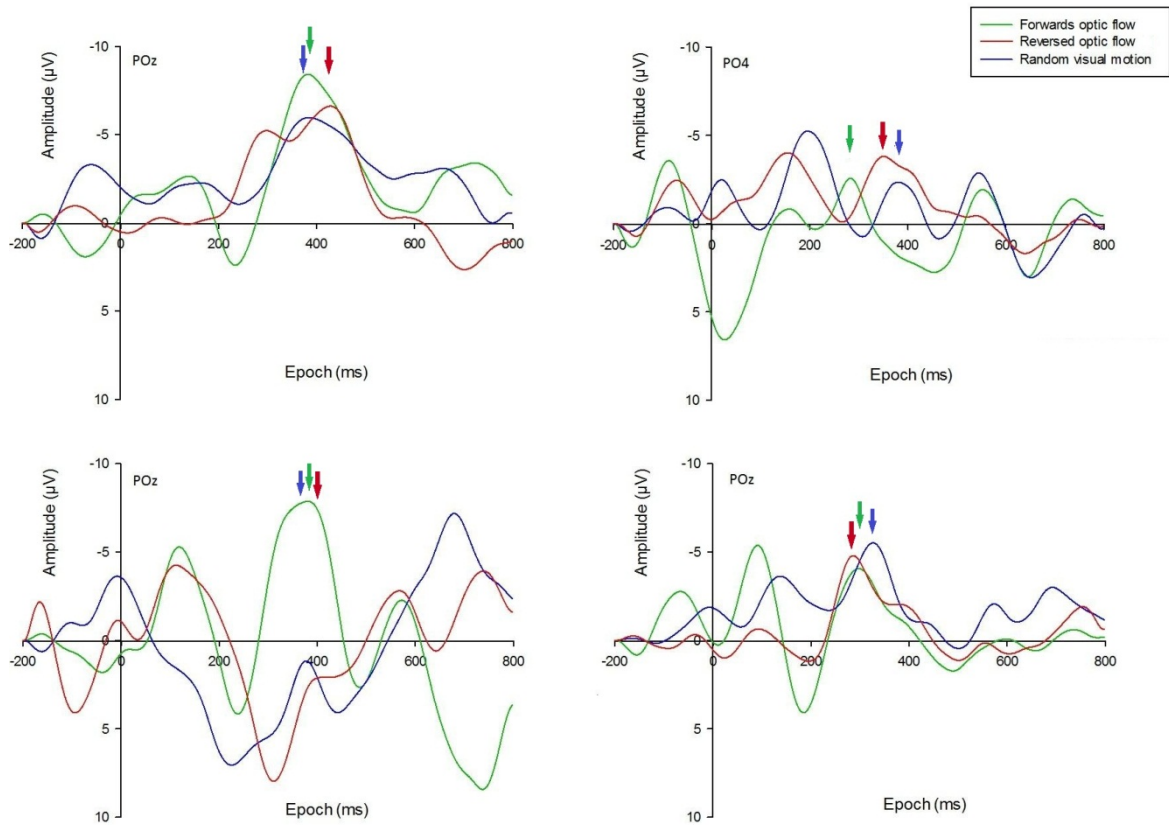 POz
Amplitude (µV)
-10
-5
0
5
10
-200
0
200
400
600
800
Epoch (ms)
PO4
Amplitude (µV)
-10
-5
0
5
10
-200
0
200
400
600
800
Epoch (ms)
Forwards optic flow
Reversed optic flow
Random visual motion
POz
Amplitude (µV)
-10
-5
0
5
10
-200
0
200
400
600
800
Epoch (ms)
POz
Amplitude (µV)
-10
-5
0
5
10
-200
0
200
400
600
800
Epoch (ms)